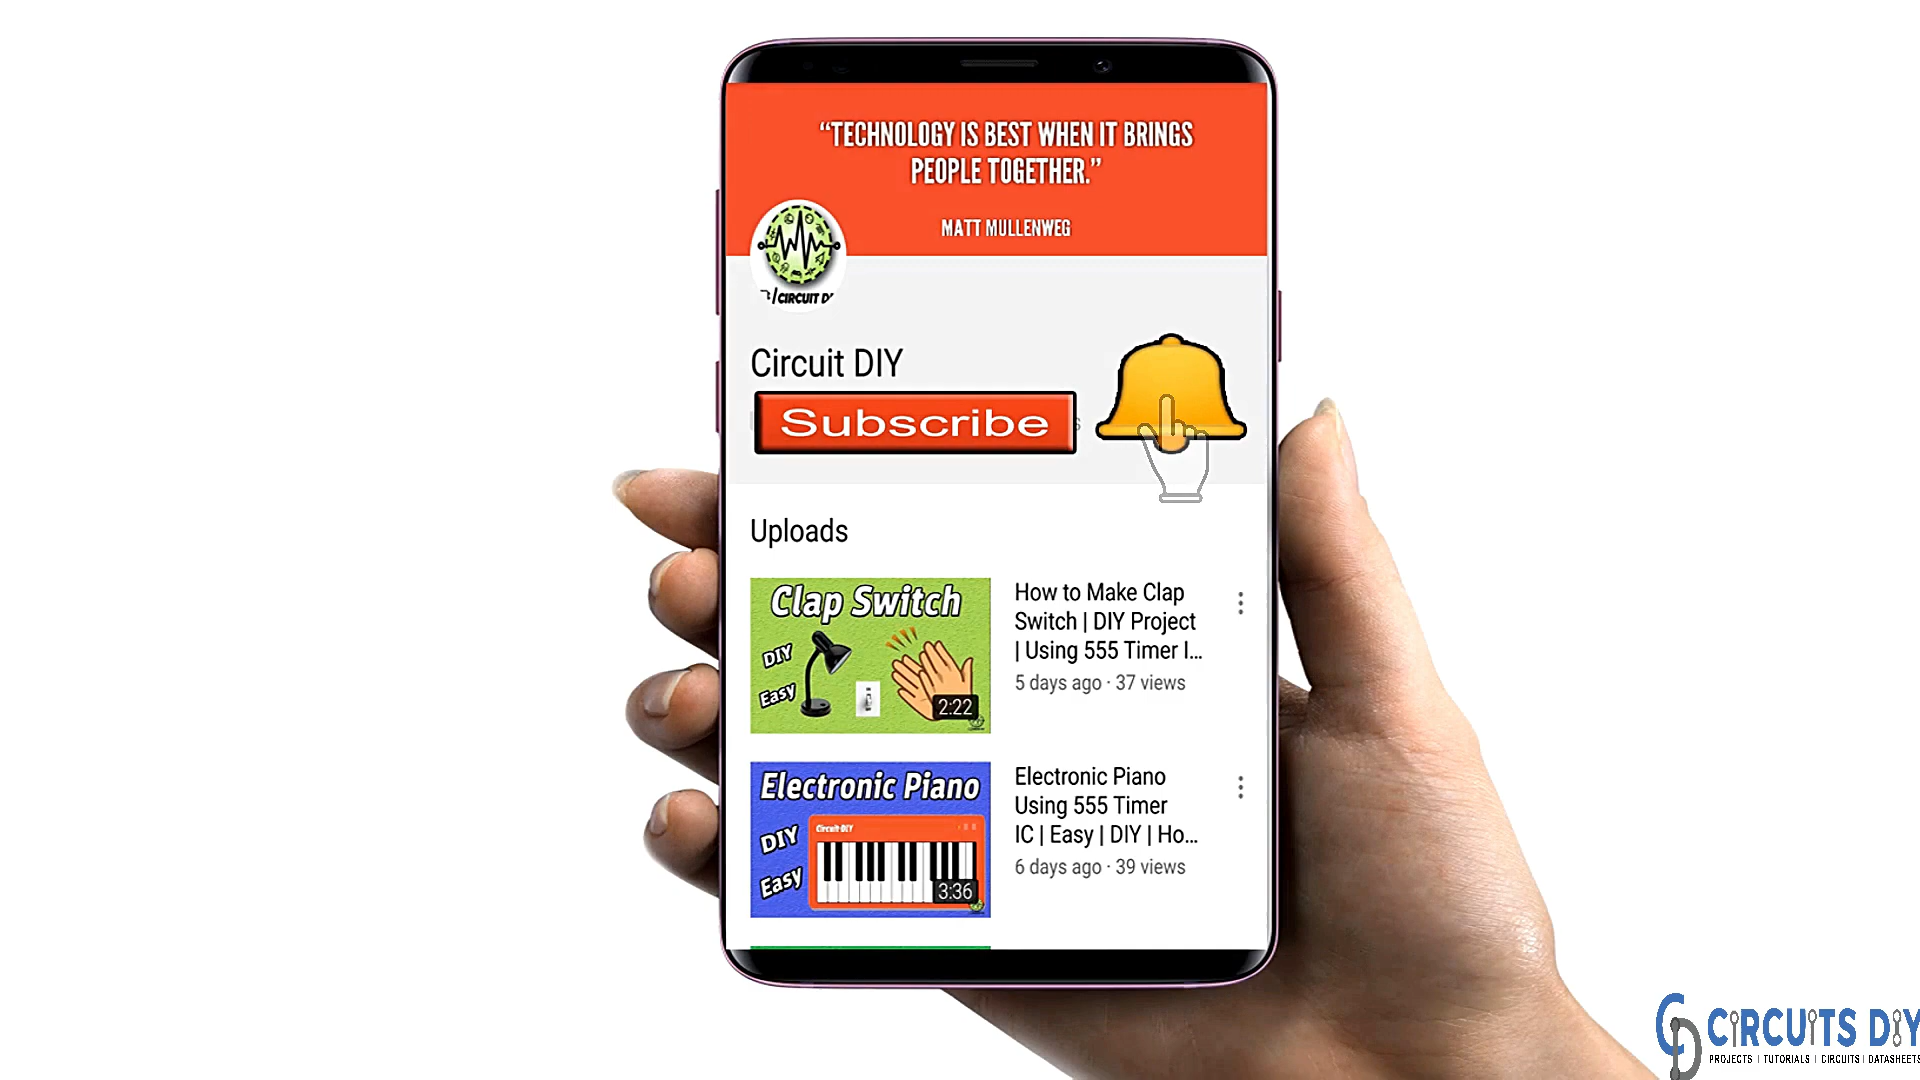 “TECHNOLOGY IS BEST WHEN IT BRINGS
PEOPLE TOGETHER.”
MATT MULLENWEG
/CIRCUIT D
Circuit DIY
Subscribe
Uploads
Clap Switch
DIY
Easy
2:22
How to Make Clap
Switch | DIY Project
| Using 555 Timer I...
5 days ago · 37 views
Electronic Piano
DIY
Easy
Circuit DIY
3:36
Electronic Piano
Using 555 Timer
IC | Easy | DIY | Ho...
6 days ago · 39 views
CIRCUITS DIY
PROJECTS | TUTORIALS | CIRCUITS | DATASHEETS